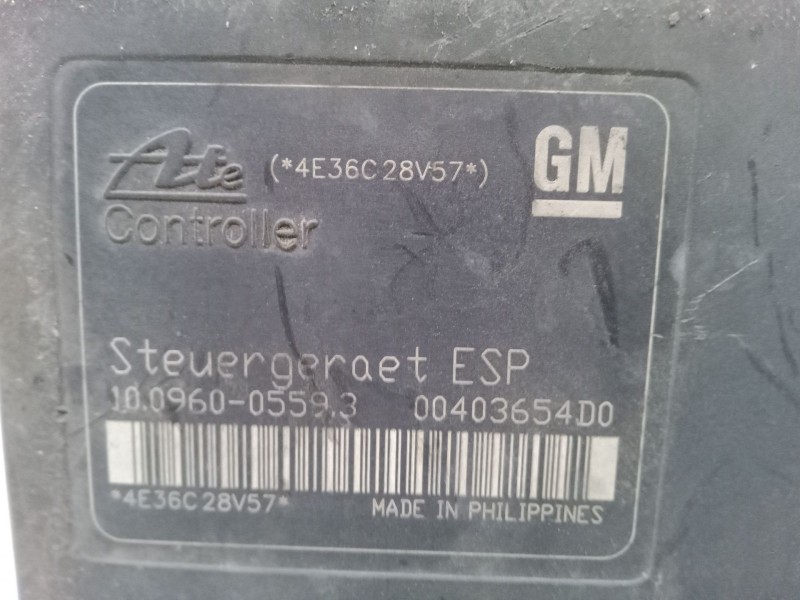 Ate (*4E36C28V57*) GM
Controller
Steuergeraet ESP
10.0960-0559.3 00403654D0
*4E36C28V57* MADE IN PHILIPPINES